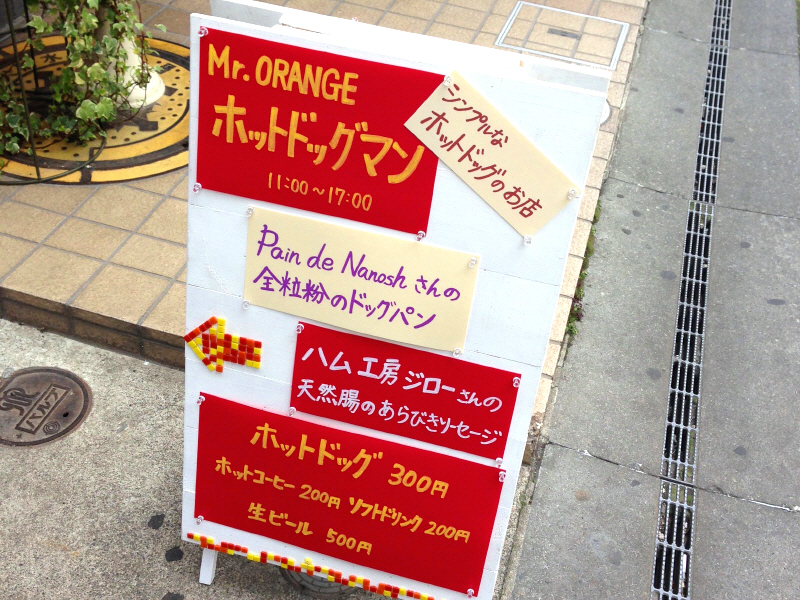 Mr. ORANGE
ホットドッグマン
11:00～17:00
シンプルな
ホットドッグのお店
Pain de Nanosh さんの
全粒粉のドッグパン
ハム工房ジローさんの
天然腸のあらびきソーセージ
ホットドッグ 300円
ホットコーヒー 200円 ソフトドリンク 200円
生ビール 500円
バルブ